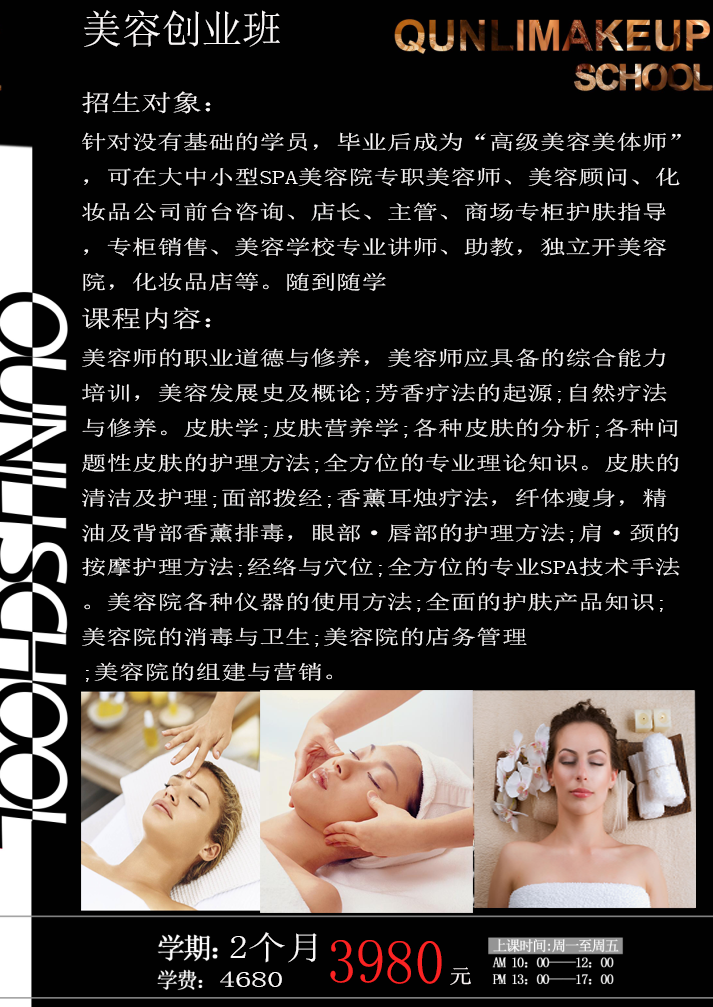 美容创业班
QUNLIMAKEUP
SCHOOL
招生对象：
针对没有基础的学员，毕业后成为“高级美容美体师”
，可在大中小型SPA美容院专职美容师、美容顾问、化
妆品公司前台咨询、店长、主管、商场专柜护肤指导
，专柜销售、美容学校专业讲师、助教，独立开美容
院，化妆品店等。随到随学
课程内容：
美容师的职业道德与修养，美容师应具备的综合能力
培训，美容发展史及概论;芳香疗法的起源;自然疗法
与修养。皮肤学;皮肤营养学;各种皮肤的分析;各种问
题性皮肤的护理方法;全方位的专业理论知识。皮肤的
清洁及护理;面部拨经;香薰耳烛疗法，纤体瘦身，精
油及背部香薰排毒，眼部·唇部的护理方法;肩·颈的
按摩护理方法;经络与穴位;全方位的专业SPA技术手法
。美容院各种仪器的使用方法;全面的护肤产品知识;
美容院的消毒与卫生;美容院的店务管理
;美容院的组建与营销。
学期：2个月
学费：4680
3980元
上课时间:周一至周五
AM 10：00——12：00
PM 13：00——17：00